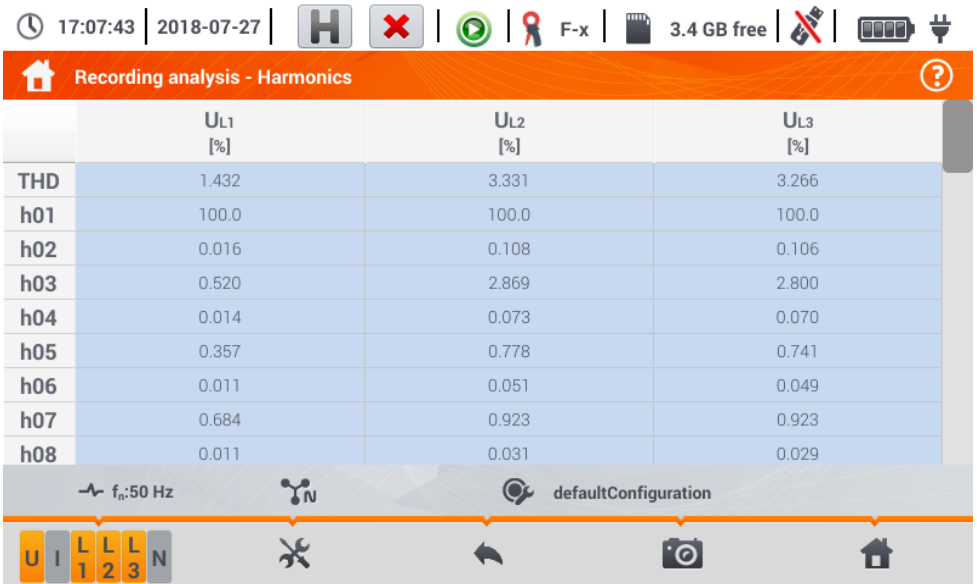 17:07:43 2018-07-27 H F-x 3.4 GB free
Recording analysis - Harmonics ?
UL1 UL2 UL3
[%] [%] [%]
THD 1.432 3.331 3.266
h01 100.0 100.0 100.0
h02 0.016 0.108 0.106
h03 0.520 2.869 2.800
h04 0.014 0.073 0.070
h05 0.357 0.778 0.741
h06 0.011 0.051 0.049
h07 0.684 0.923 0.923
h08 0.011 0.031 0.029
fn:50 Hz N defaultConfiguration
U I L1 L2 L3 N